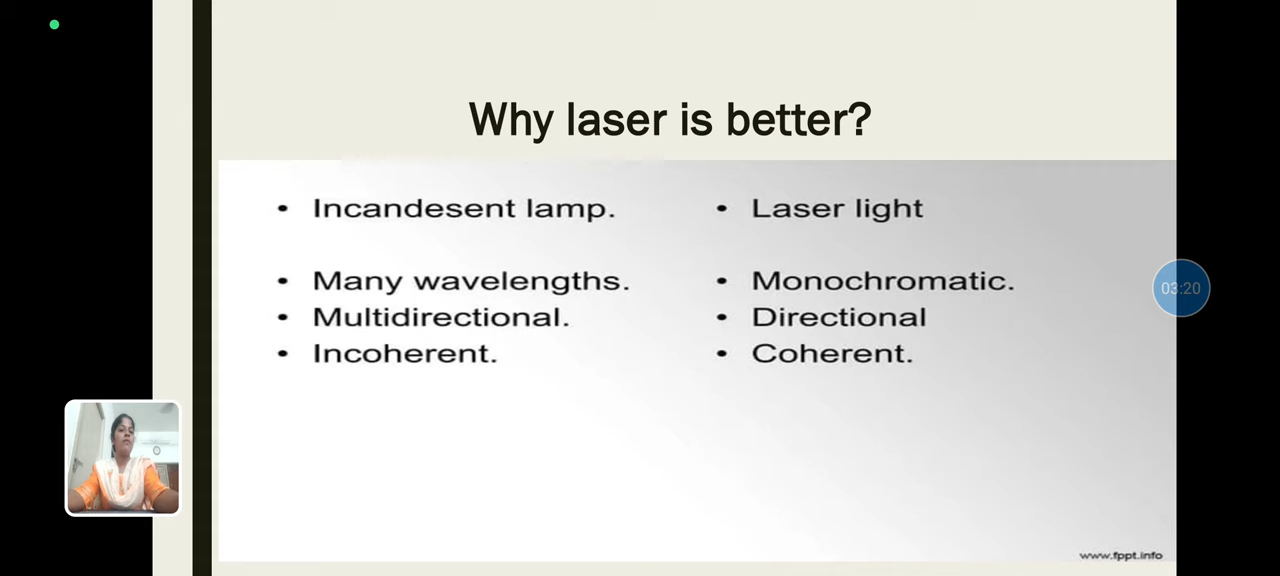 Why laser is better?
• Incandesent lamp.
• Many wavelengths.
• Multidirectional.
• Incoherent.
• Laser light
• Monochromatic.
• Directional
• Coherent.
03:20
www.fppt.info